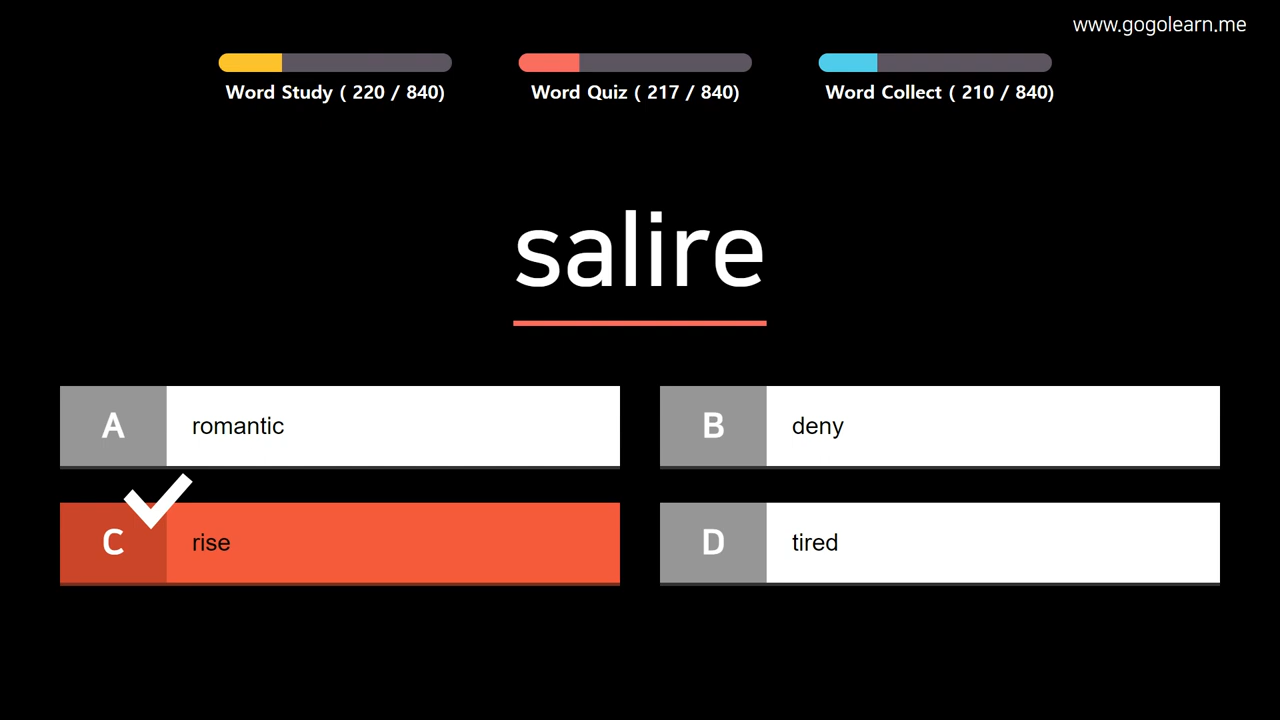 www.gogolearn.me
Word Study ( 220 / 840)
Word Quiz ( 217 / 840)
Word Collect ( 210 / 840)
salire
A romantic
B deny
C rise
D tired